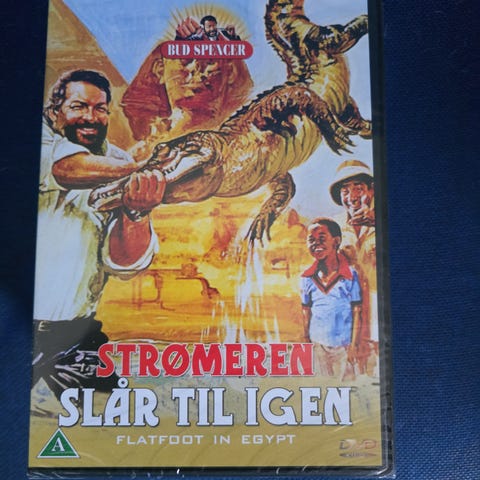 BUD SPENCER
STRØMEREN
SLÅR TIL IGEN
FLATFOOT IN EGYPT
A
DVD